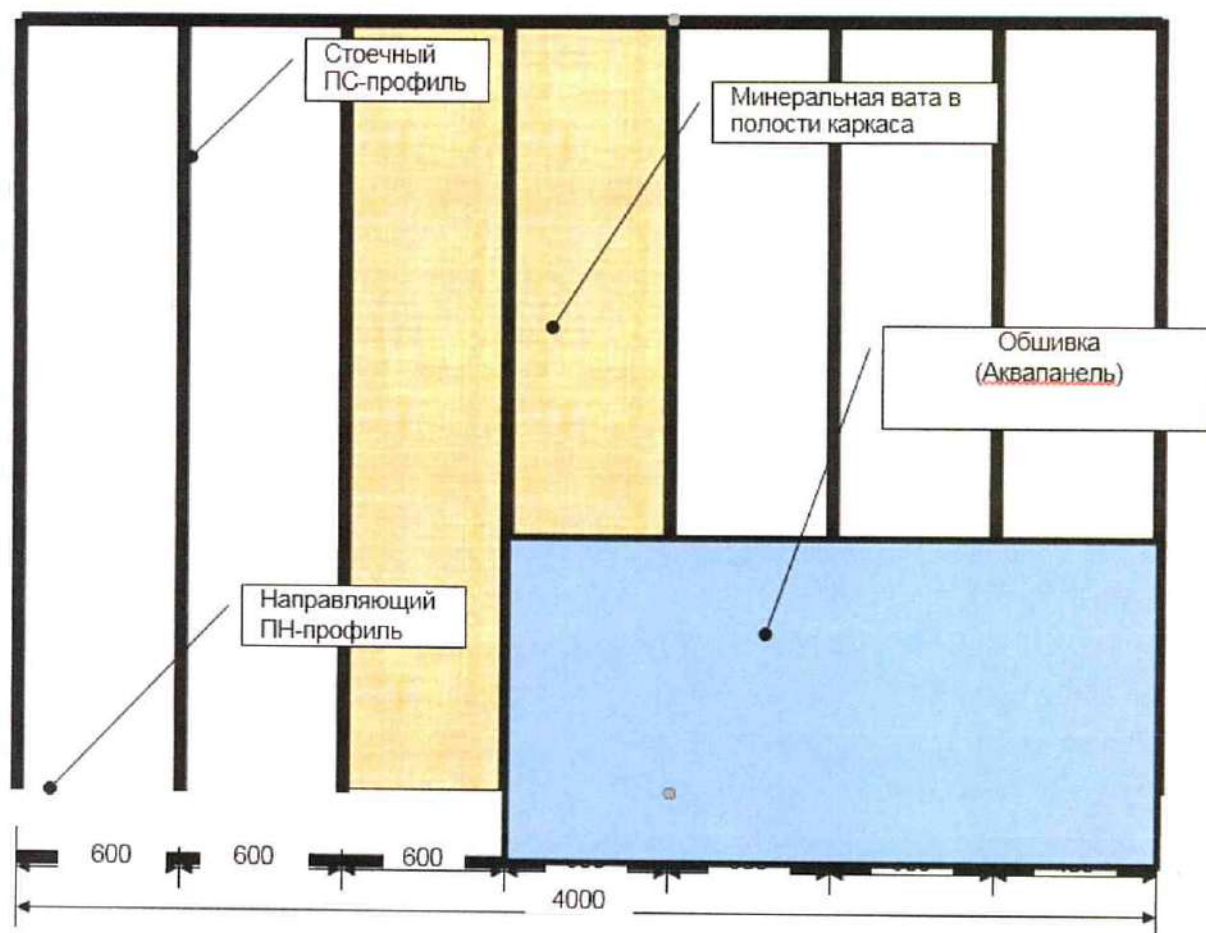 Стоечный
ПС-профиль
Минеральная вата в
полости каркаса
Обшивка
(Аквапанель)
Направляющий
ПН-профиль
600
600
600
4000